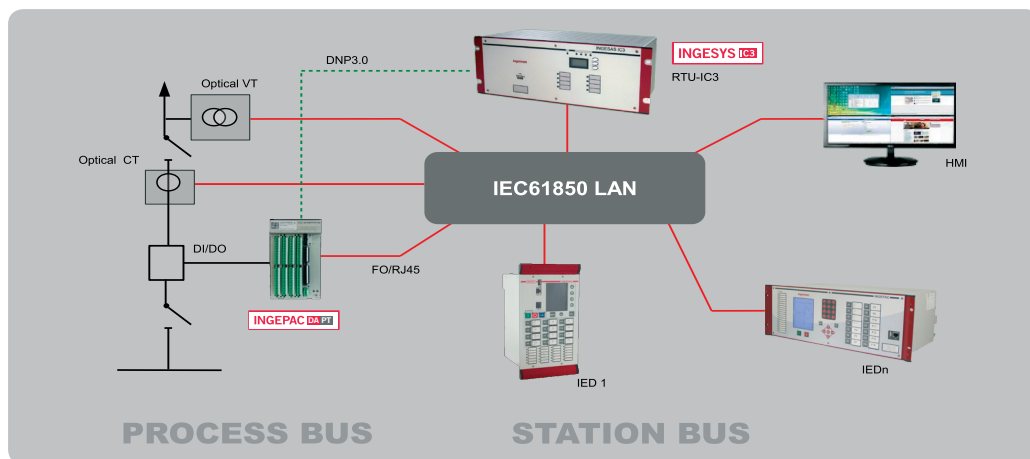 DNP3.0
INGESYS IC3
RTU-IC3
Optical VT
Optical CT
HMI
IEC61850 LAN
DI/DO
FO/RJ45
INGEPAC DA PT
IED 1
IEDn
PROCESS BUS
STATION BUS